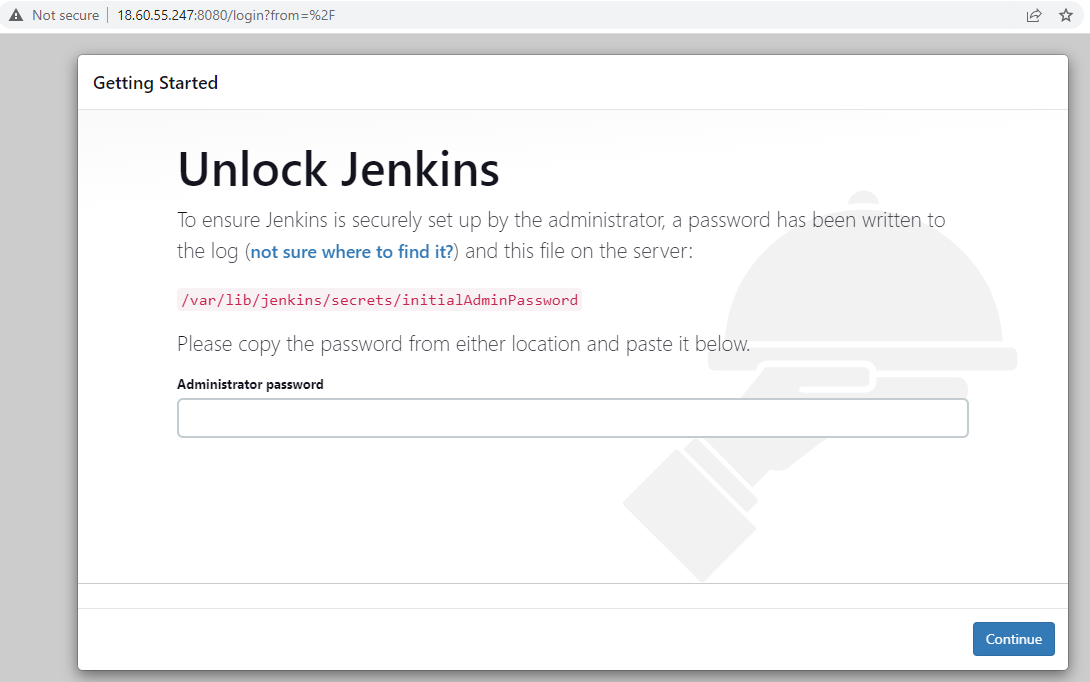 Not secure | 18.60.55.247:8080/login?from=%2F
Getting Started
Unlock Jenkins
To ensure Jenkins is securely set up by the administrator, a password has been written to
the log (not sure where to find it?) and this file on the server:
/var/lib/jenkins/secrets/initialAdminPassword
Please copy the password from either location and paste it below.
Administrator password
Continue